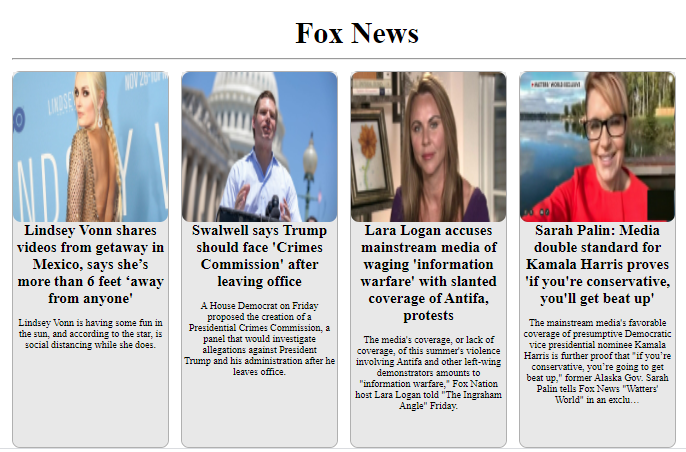 Fox News
NOV 26
LINDSE
Lindsey Vonn shares
videos from getaway in
Mexico, says she’s
more than 6 feet ‘away
from anyone'
Lindsey Vonn is having some fun in
the sun, and according to the star, is
social distancing while she does.
Swalwell says Trump
should face 'Crimes
Commission' after
leaving office
A House Democrat on Friday
proposed the creation of a
Presidential Crimes Commission, a
panel that would investigate
allegations against President
Trump and his administration after he
leaves office.
Lara Logan accuses
mainstream media of
waging 'information
warfare' with slanted
coverage of Antifa,
protests
The media's coverage, or lack of
coverage, of this summer's violence
involving Antifa and other left-wing
demonstrators amounts to
"information warfare," Fox Nation
host Lara Logan told "The Ingraham
Angle" Friday.
WATTERS' WORLD EXCLUSIVE
Sarah Palin: Media
double standard for
Kamala Harris proves
'if you're conservative,
you'll get beat up'
The mainstream media's favorable
coverage of presumptive Democratic
vice presidential nominee Kamala
Harris is further proof that "if you’re
conservative, you’re going to get
beat up," former Alaska Gov. Sarah
Palin tells Fox News "Watters'
World" in an exclu…